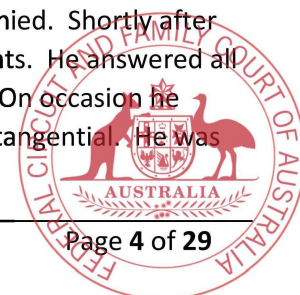 nied. Shortly after
nts. He answered all
On occasion he
tangential. He was
Page 4 of 29
FEDERAL CIRCUIT AND FAMILY COURT OF AUSTRALIA
AUSTRALIA